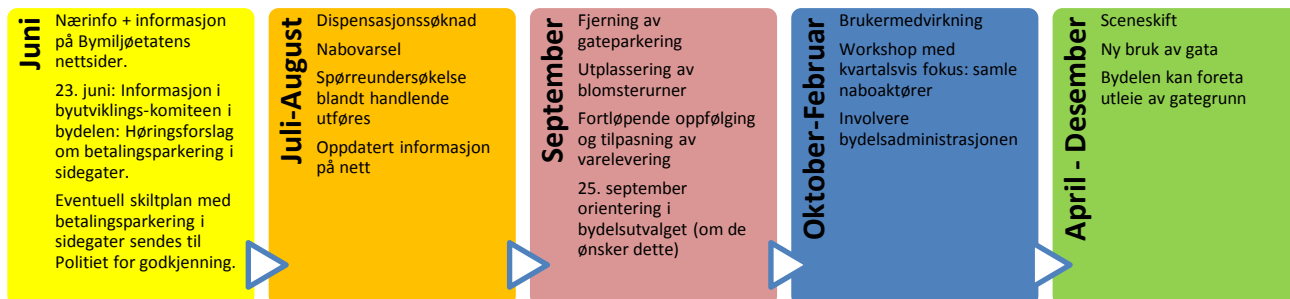 Juni
Nærinfo + informasjon
på Bymiljøetatens
nettsider.
23. juni: Informasjon i
byutviklings-komiteen i
bydelen: Høringsforslag
om betalingsparkering i
sidegater.
Eventuell skiltplan med
betalingsparkering i
sidegater sendes til
Politiet for godkjenning.
Juli-August
Dispensasjonssøknad
Nabovarsel
Spørreundersøkelse
blandt handlende
utføres
Oppdatert informasjon
på nett
September
Fjerning av
gateparkering
Utplassering av
blomsterurner
Fortløpende oppfølging
og tilpasning av
varelevering
25. september
orientering i
bydelsutvalget (om de
ønsker dette)
Oktober-Februar
Brukermedvirkning
Workshop med
kvartalsvis fokus: samle
naboaktører
Involvere
bydelsadministrasjonen
April - Desember
Sceneskift
Ny bruk av gata
Bydelen kan foreta
utleie av gategrunn